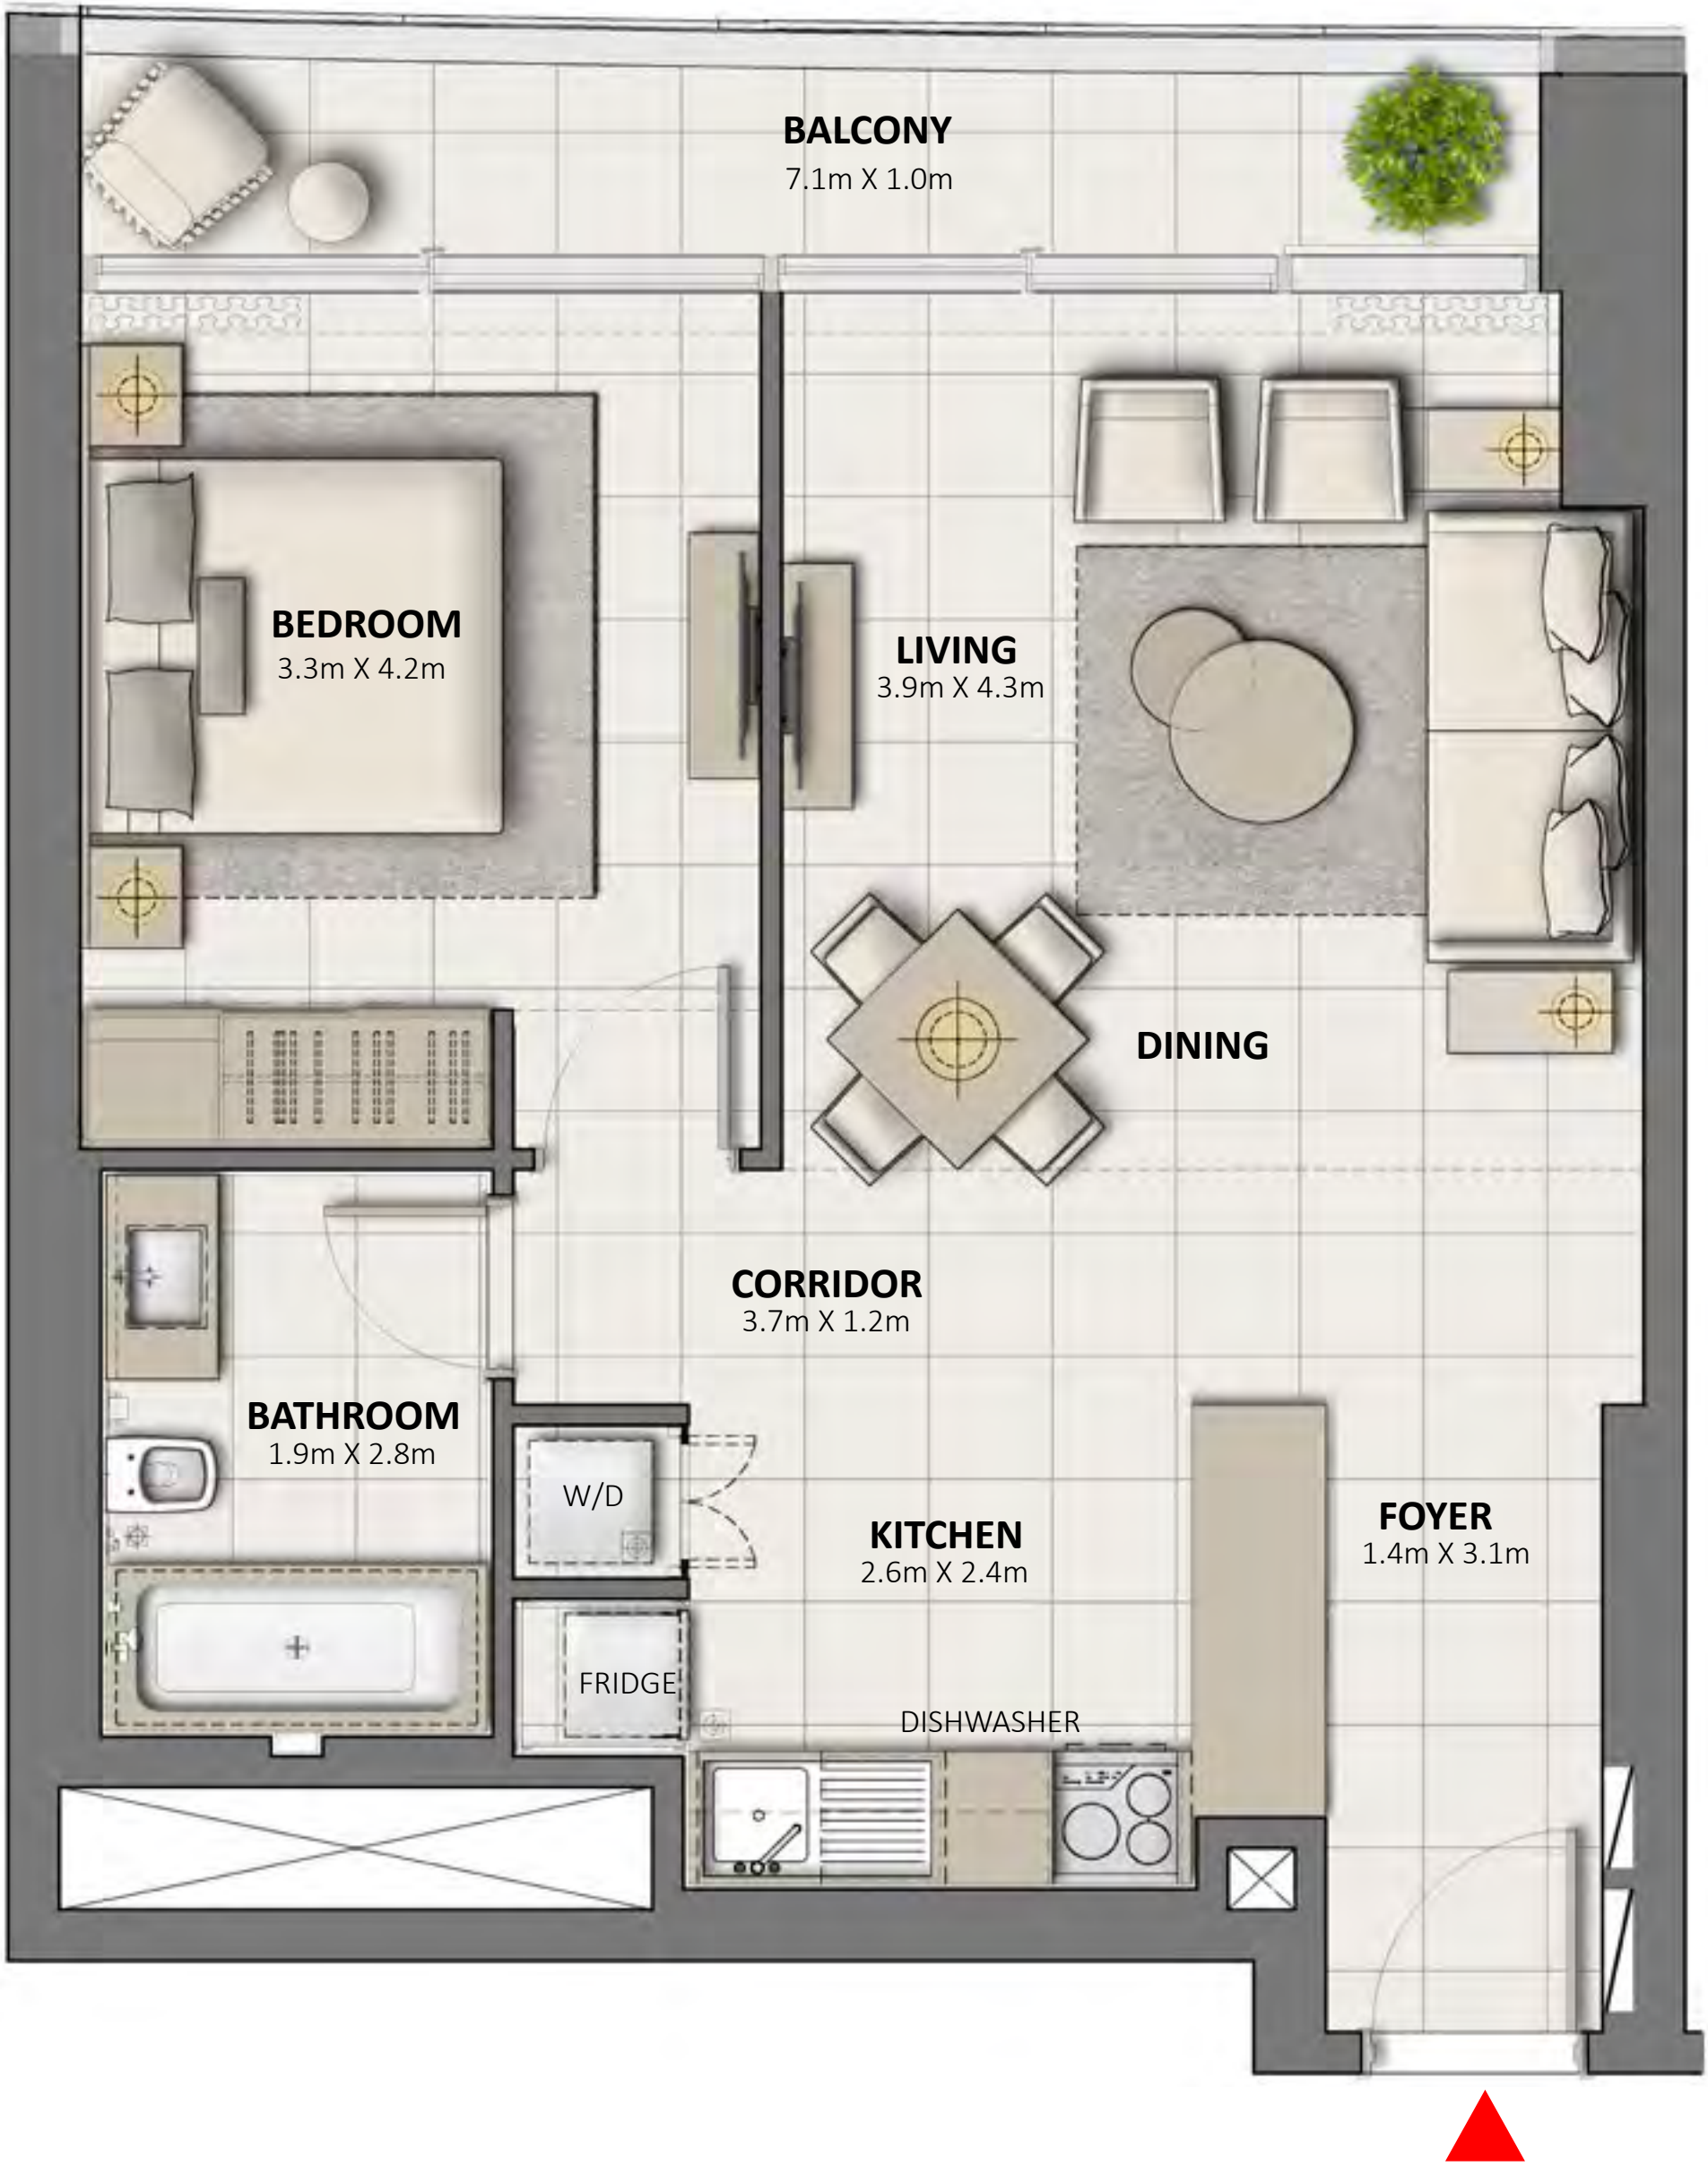 BALCONY
7.1m X 1.0m
BEDROOM
3.3m X 4.2m
LIVING
3.9m X 4.3m
DINING
CORRIDOR
3.7m X 1.2m
BATHROOM
1.9m X 2.8m
W/D
KITCHEN
2.6m X 2.4m
FOYER
1.4m X 3.1m
FRIDGE
DISHWASHER